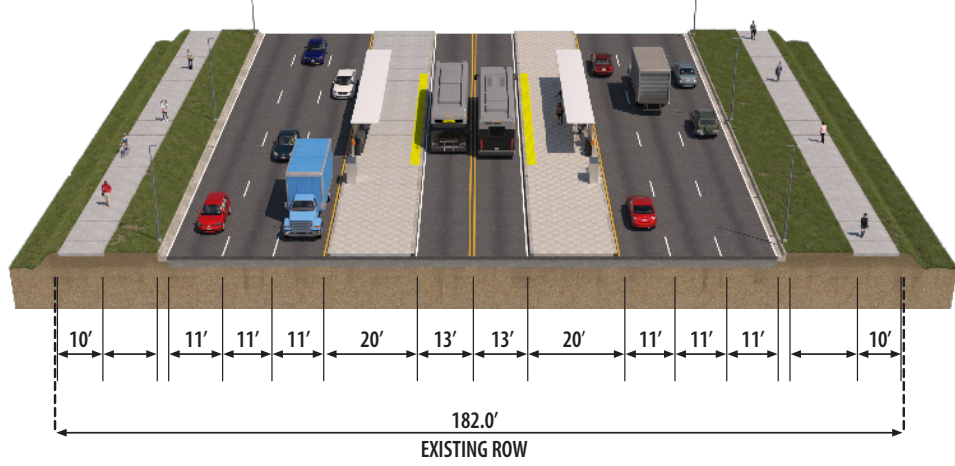 10′ 11′ 11′ 11′ 20′ 13′ 13′ 20′ 11′ 11′ 11′ 10′
182.0′
EXISTING ROW